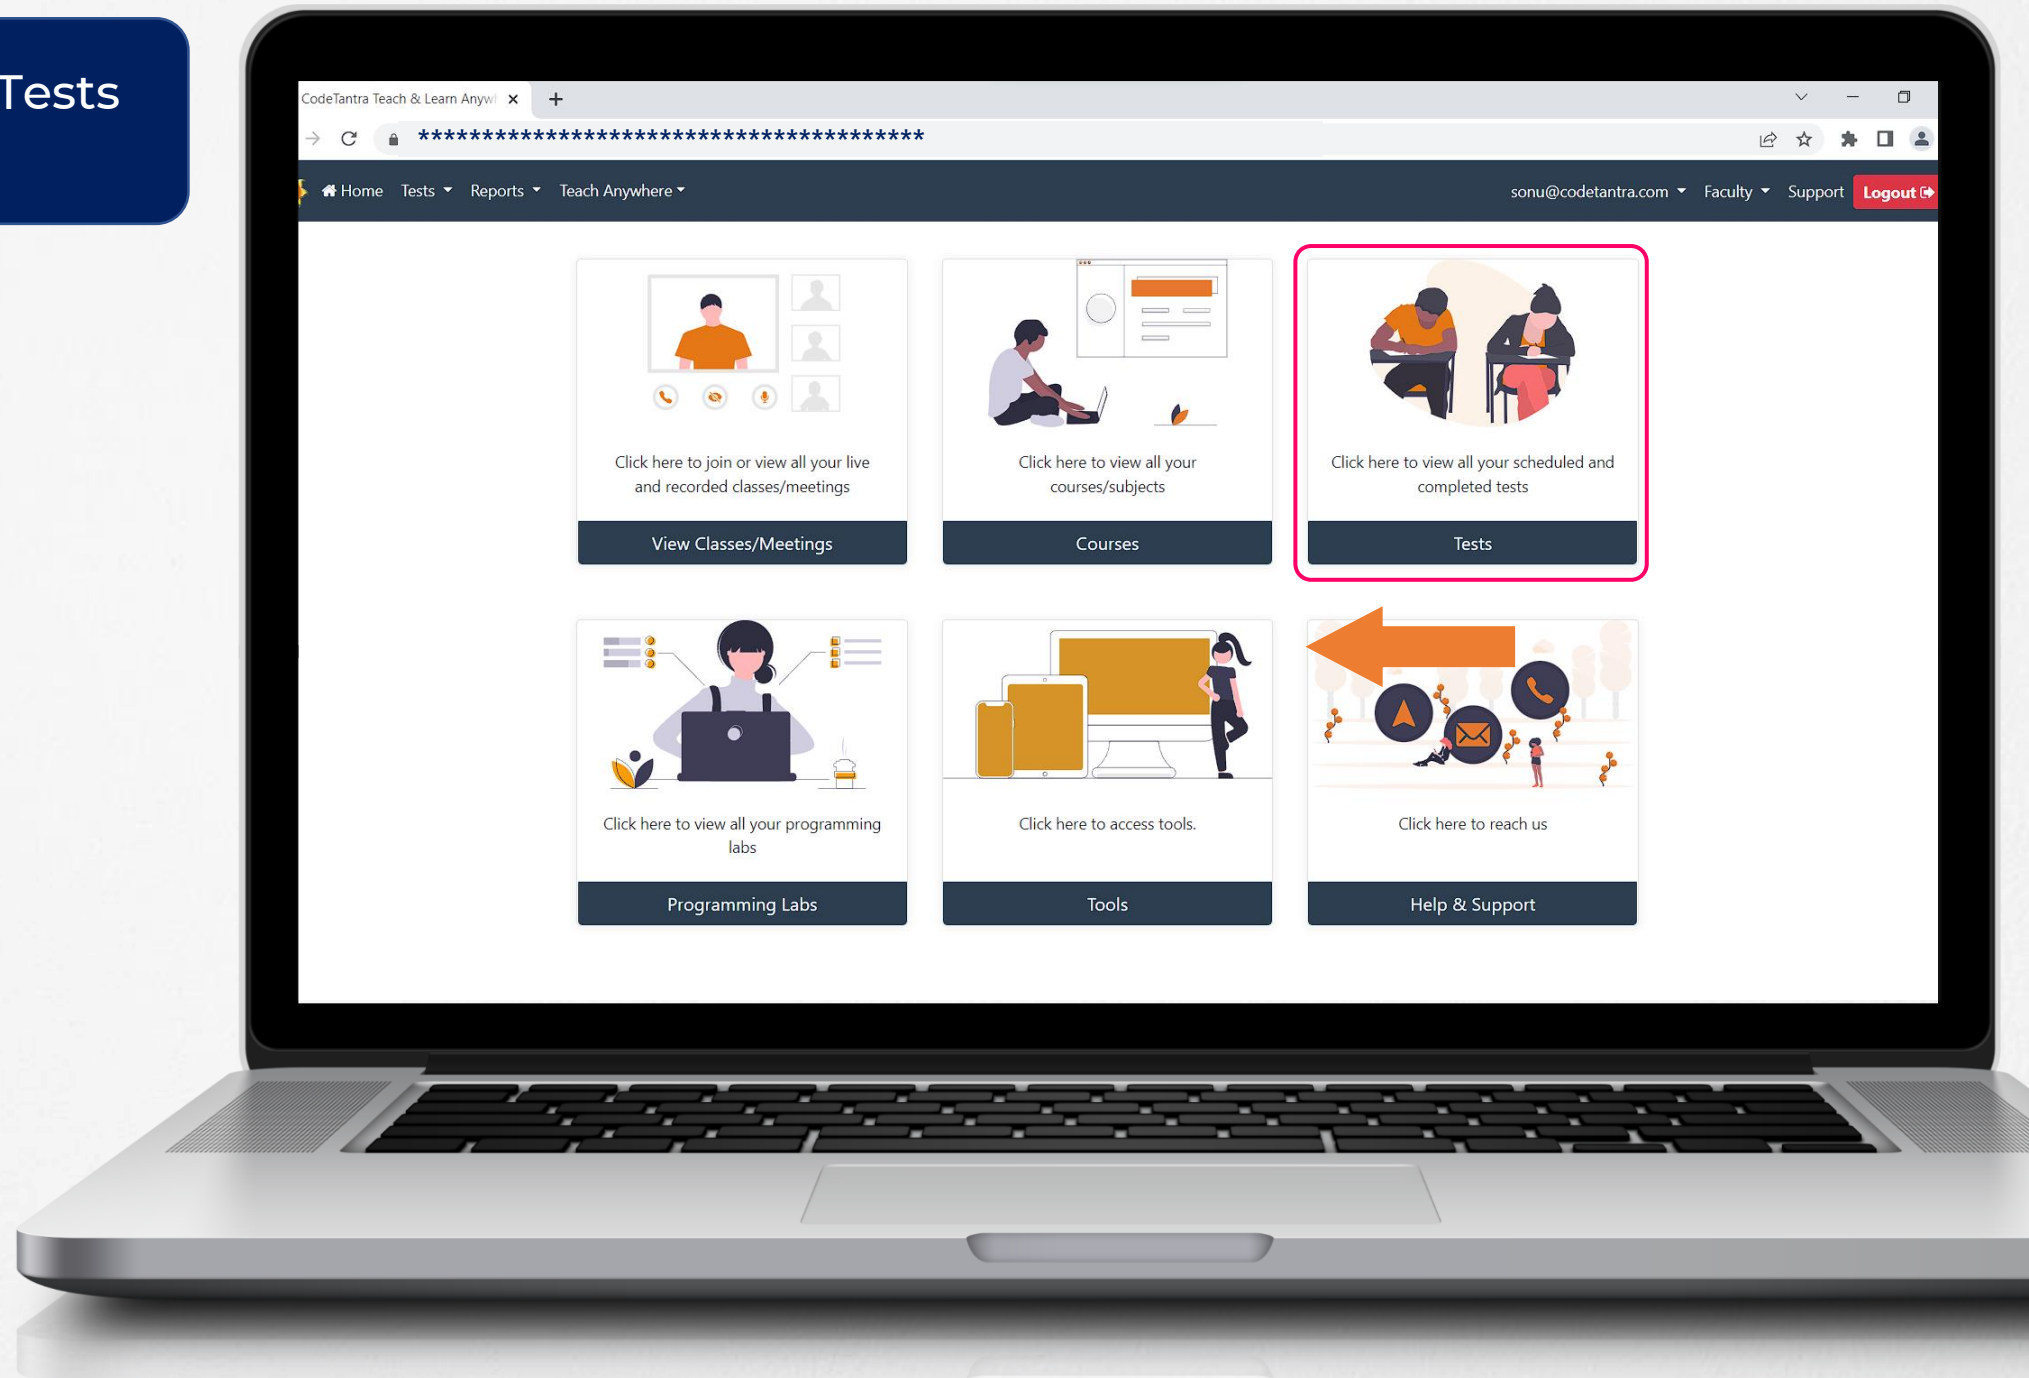 Tests
CodeTantra Teach & Learn Anyw
****************************************
Home Tests Reports Teach Anywhere
sonu@codetantra.com Faculty Support Logout
Click here to join or view all your live
and recorded classes/meetings
View Classes/Meetings
Click here to view all your
courses/subjects
Courses
Click here to view all your scheduled and
completed tests
Tests
Click here to view all your programming
labs
Programming Labs
Click here to access tools.
Tools
Click here to reach us
Help & Support